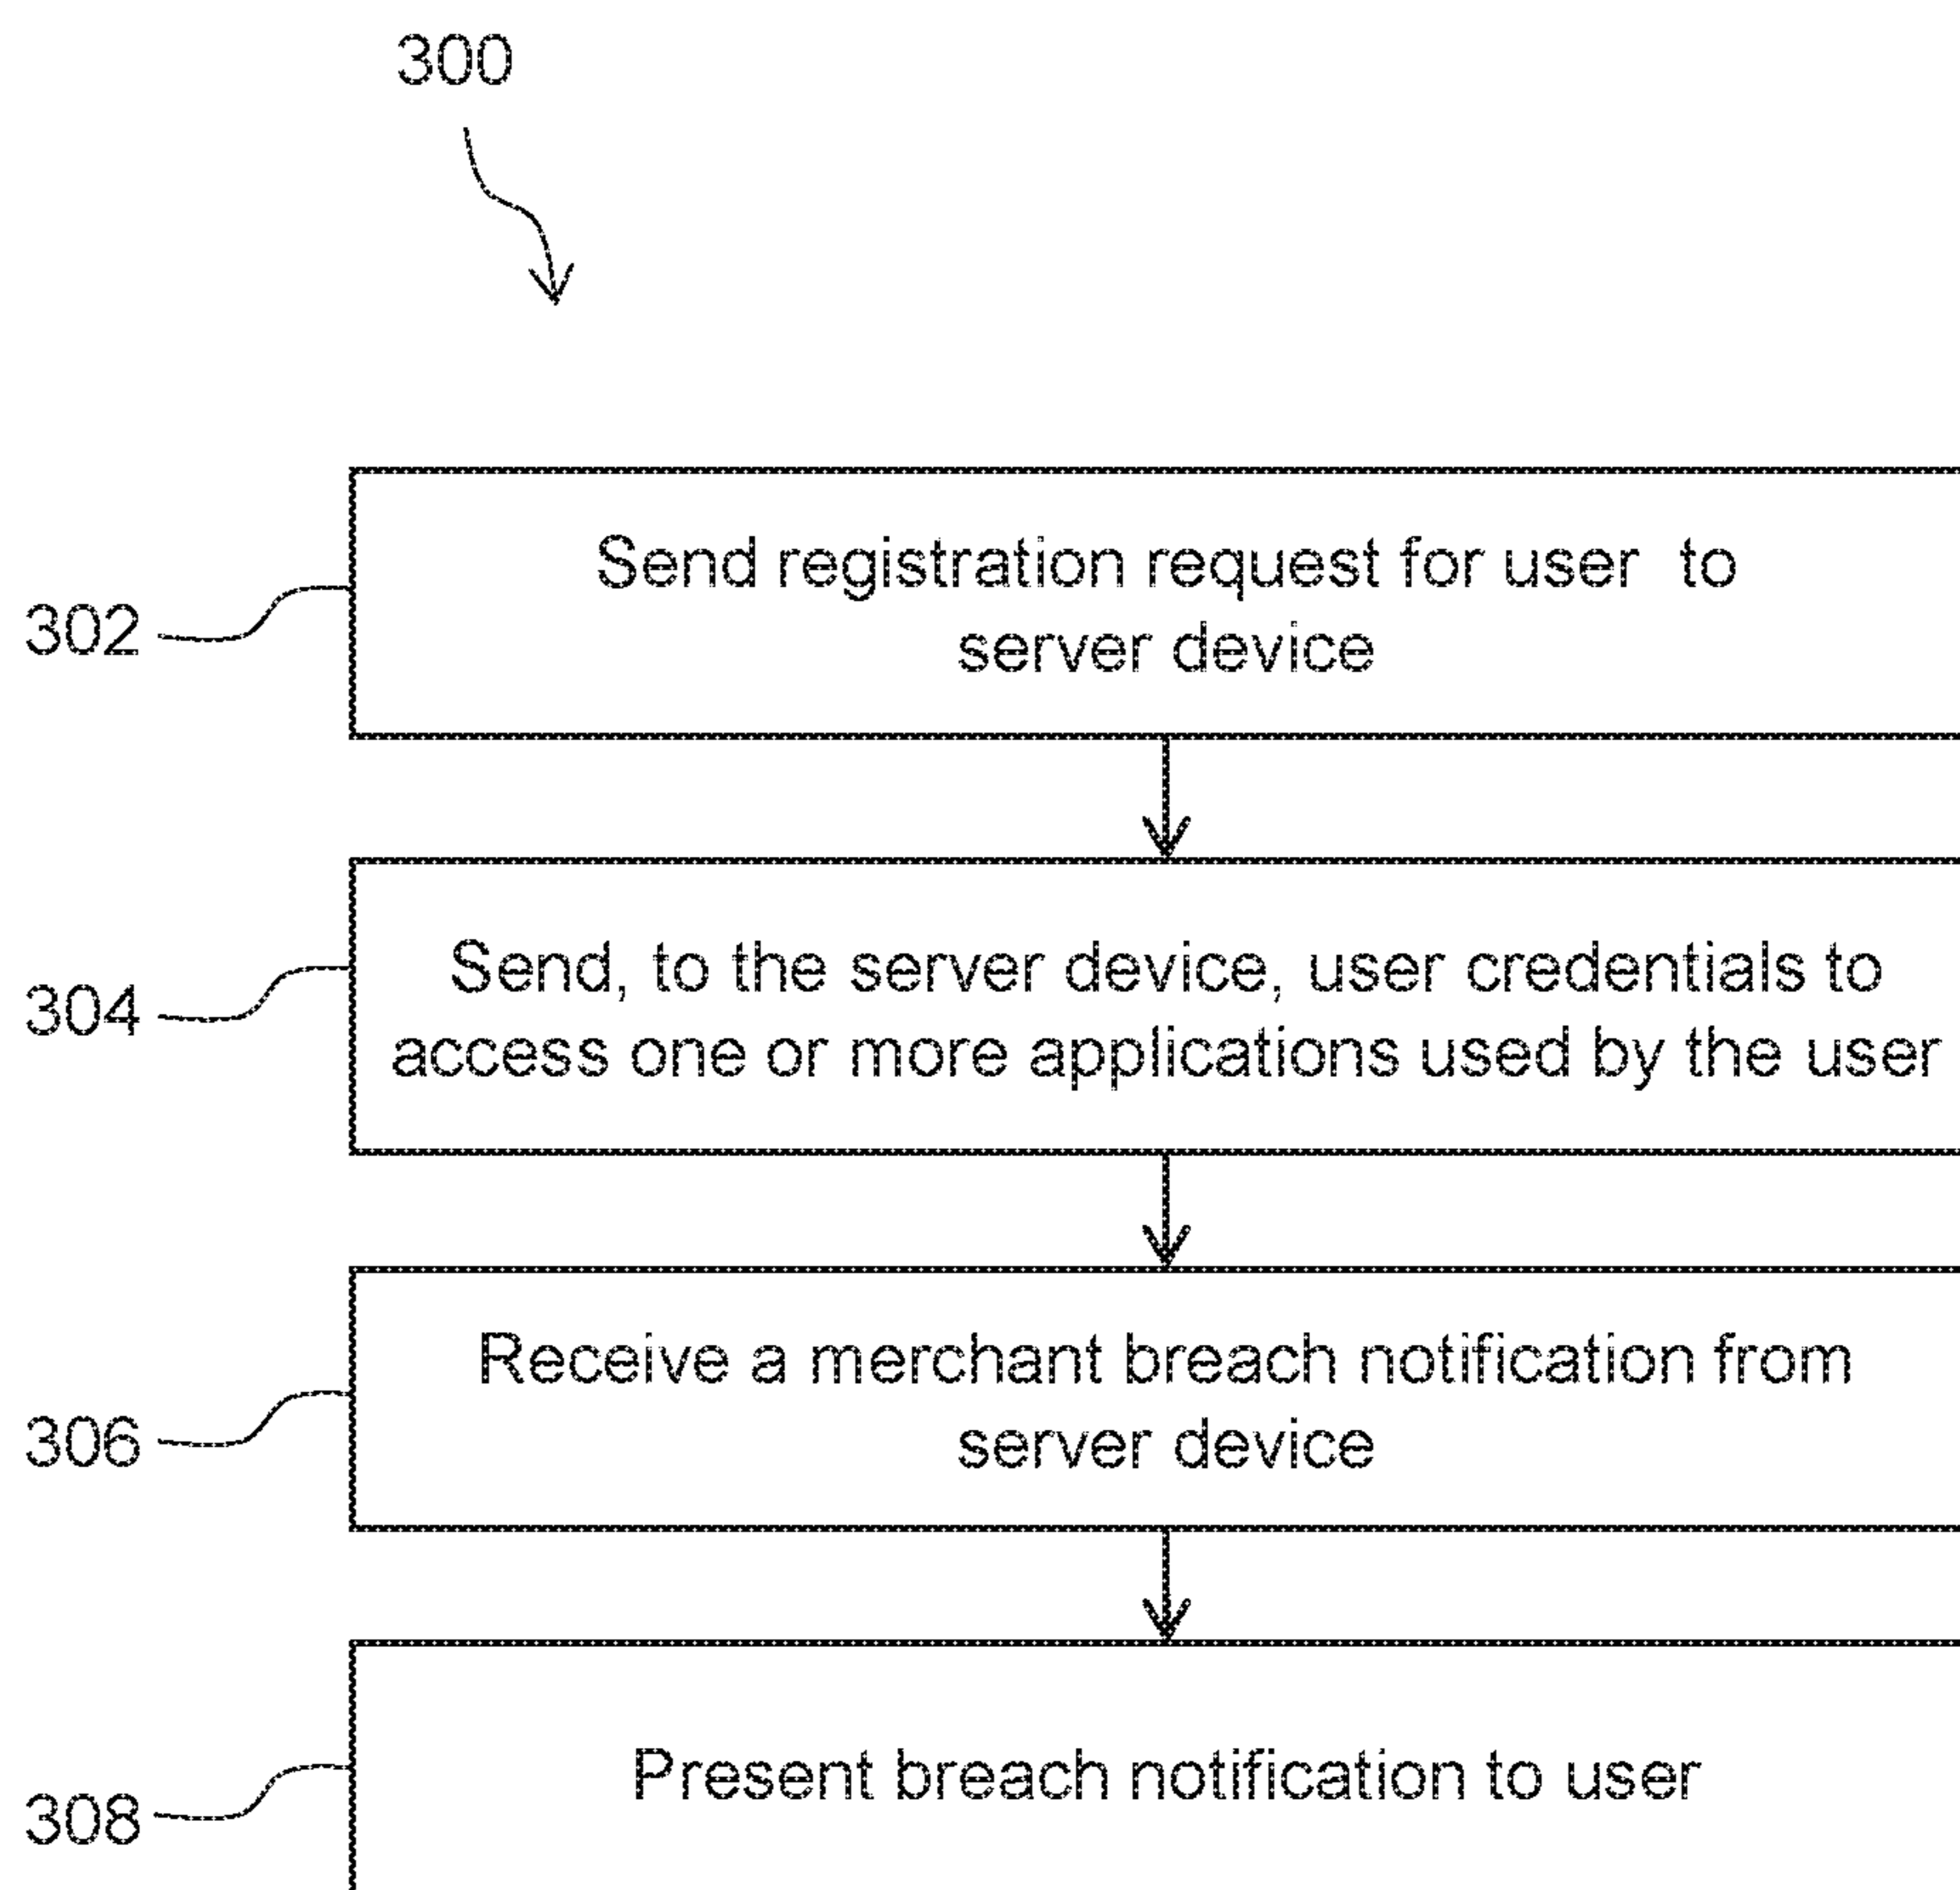 300
302
Send registration request for user to
server device
304
Send, to the server device, user credentials to
access one or more applications used by the user
306
Receive a merchant breach notification from
server device
308
Present breach notification to user